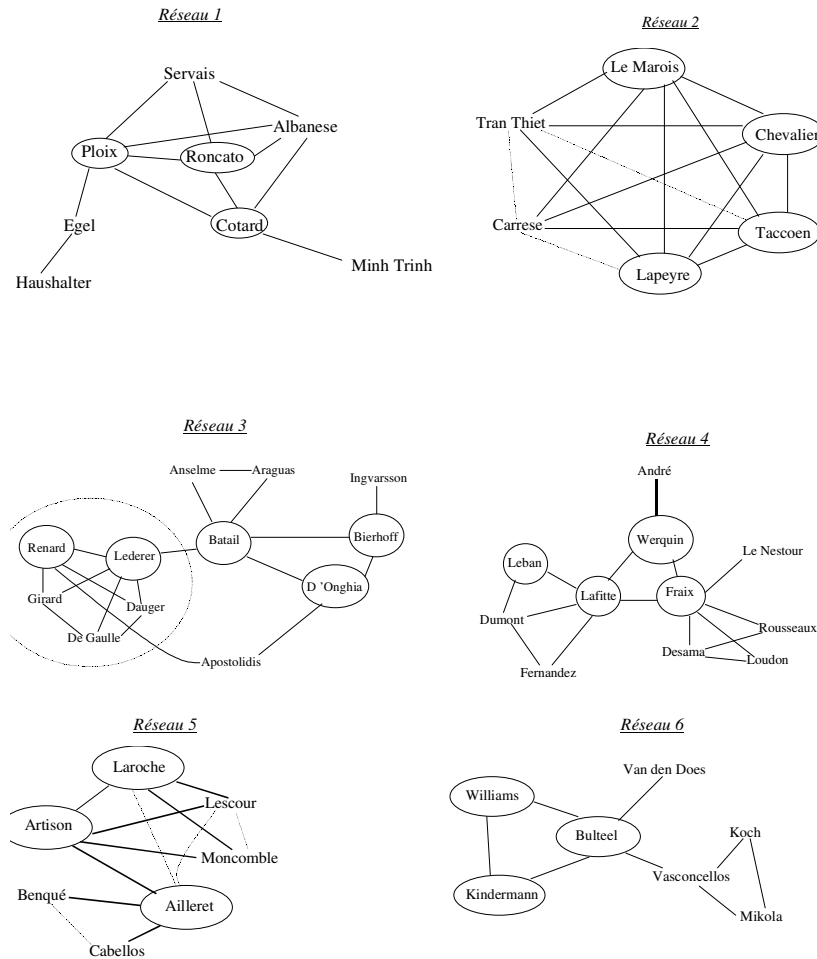 Réseau 1
Servais
Albanese
Ploix
Roncato
Egel
Cotard
Minh Trinh
Haushalter
Réseau 2
Le Marois
Tran Thiet
Chevalier
Carrese
Taccoen
Lapeyre
Réseau 3
Anselme
Araguas
Ingvarsson
Batail
Bierhoff
Renard
Lederer
D 'Onghia
Girard
Dauger
De Gaulle
Apostolidis
Réseau 4
André
Werquin
Le Nestour
Leban
Lafitte
Fraix
Dumont
Rousseaux
Desama
Loudon
Fernandez
Réseau 5
Laroche
Lescour
Artison
Moncomble
Benqué
Ailleret
Cabellos
Réseau 6
Van den Does
Williams
Bulteel
Koch
Vasconcellos
Kindermann
Mikola